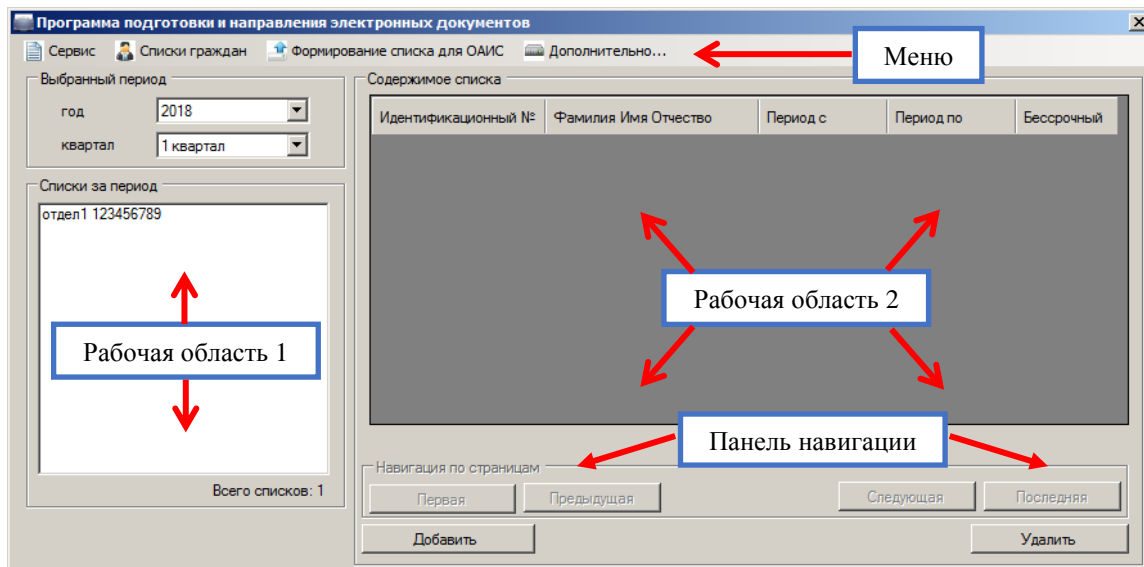 Программа подготовки и направления электронных документов
Сервис Списки граждан Формирование списка для ОАИС Дополнительно...
Меню
Выбранный период
год 2018
квартал 1 квартал
Списки за период
отдел1 123456789
Рабочая область 1
Всего списков: 1
Содержимое списка
Идентификационный № Фамилия Имя Отчество Период с Период по Бессрочный
Рабочая область 2
Панель навигации
Навигация по страницам
Первая Предыдущая Следующая Последняя
Добавить Удалить